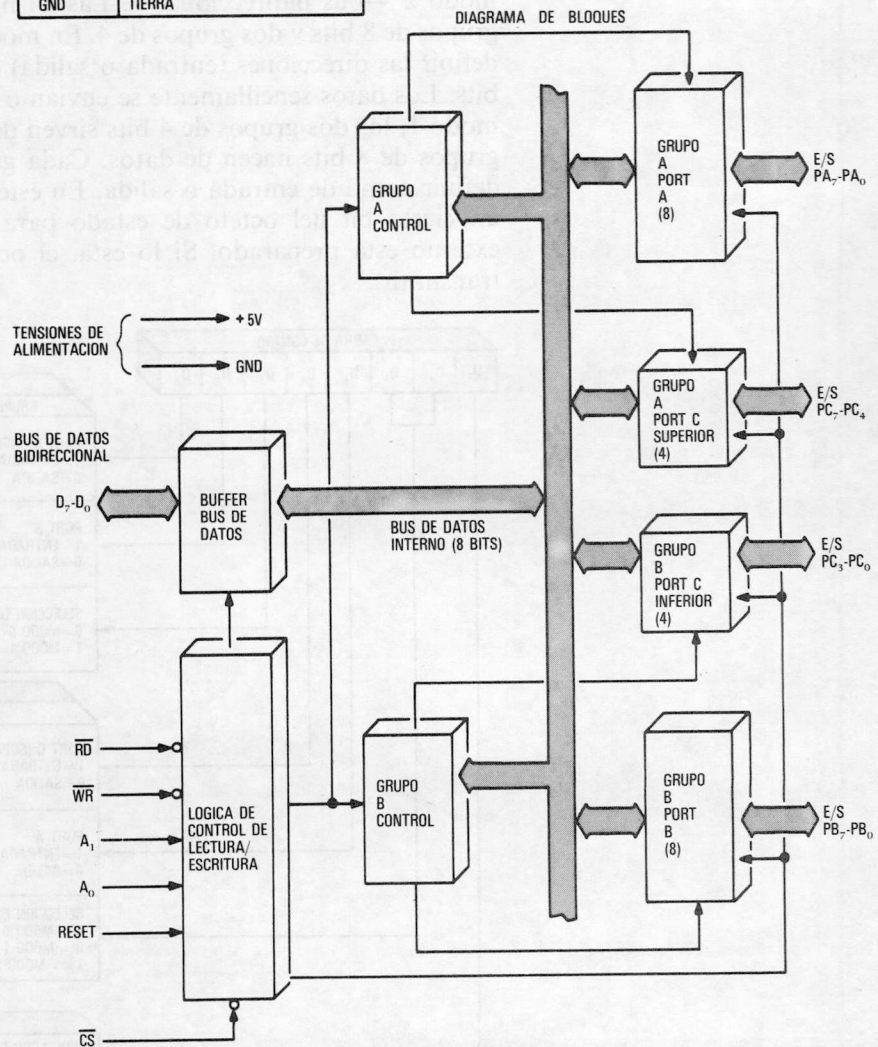 GND TIERRA
DIAGRAMA DE BLOQUES
GRUPO
A
CONTROL
GRUPO
A
PORT
A
(8)
E/S
PA₇-PA₀
TENSIONES DE
ALIMENTACION
+ 5V
GND
GRUPO
A
PORT C
SUPERIOR
(4)
E/S
PC₇-PC₄
BUS DE DATOS
BIDIRECCIONAL
D₇-D₀
BUFFER
BUS DE
DATOS
BUS DE DATOS
INTERNO (8 BITS)
GRUPO
B
PORT C
INFERIOR
(4)
E/S
PC₃-PC₀
R̅D̅
W̅R̅
A₁
A₀
RESET
C̅S̅
LOGICA DE
CONTROL DE
LECTURA/
ESCRITURA
GRUPO
B
CONTROL
GRUPO
B
PORT
B
(8)
E/S
PB₇-PB₀